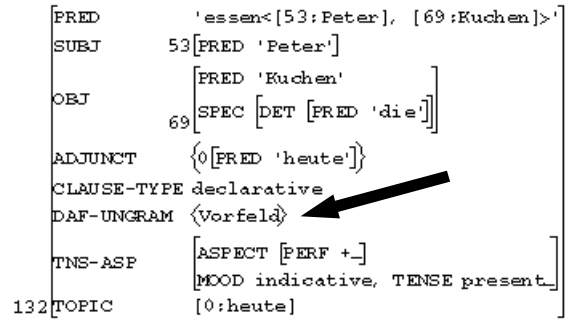 PRED 'essen<[53:Peter], [69:Kuchen]>'
SUBJ 53[PRED 'Peter']
PRED 'Kuchen'
OBJ
69 SPEC [DET [PRED 'die']]
ADJUNCT {0[PRED 'heute']}
CLAUSE-TYPE declarative
DAF-UNGRAM {Vorfeld}
ASPECT [PERF +_]
TNS-ASP
MOOD indicative, TENSE present_
132 TOPIC [0:heute]